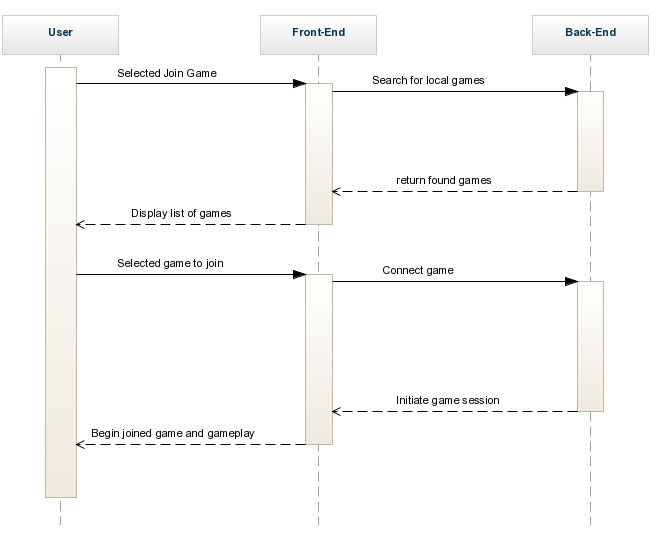 User
Front-End
Back-End
Selected Join Game
Search for local games
return found games
Display list of games
Selected game to join
Connect game
Initiate game session
Begin joined game and gameplay